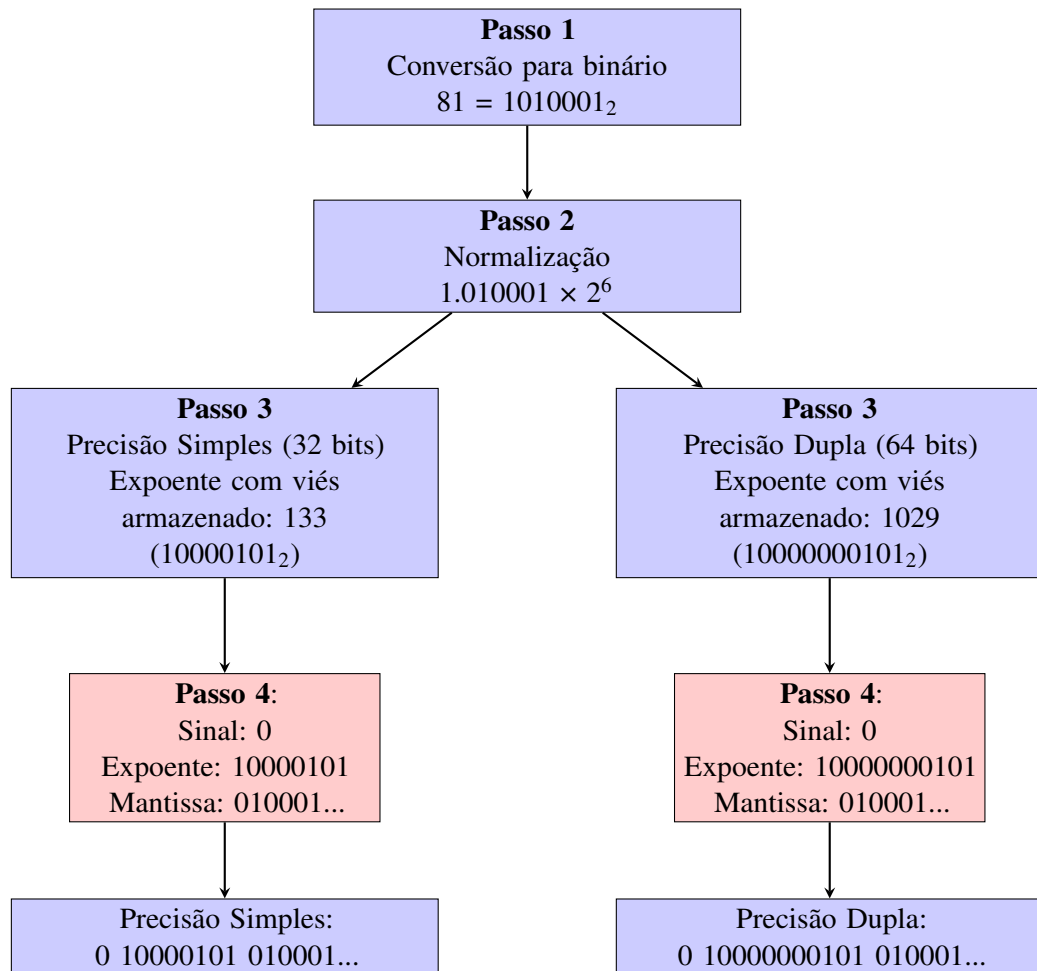 Passo 1
Conversão para binário
81 = 1010001₂
Passo 2
Normalização
1.010001 × 2⁶
Passo 3
Precisão Simples (32 bits)
Expoente com viés
armazenado: 133
(10000101₂)
Passo 3
Precisão Dupla (64 bits)
Expoente com viés
armazenado: 1029
(10000000101₂)
Passo 4:
Sinal: 0
Expoente: 10000101
Mantissa: 010001...
Passo 4:
Sinal: 0
Expoente: 10000000101
Mantissa: 010001...
Precisão Simples:
0 10000101 010001...
Precisão Dupla:
0 10000000101 010001...